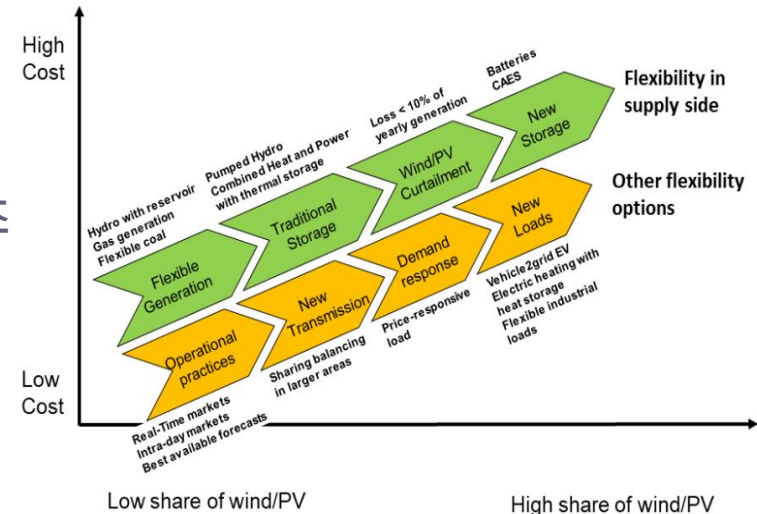 High
Cost
Batteries
CAES
Flexibility in
supply side
New
Storage
Loss < 10% of
yearly generation
Wind/PV
Curtailment
Pumped Hydro
Combined Heat and Power
with thermal storage
Traditional
Storage
Hydro with reservoir
Gas generation
Flexible coal
Flexible
Generation
Other flexibility
options
New
Loads
Vehicle2grid EV
Electric heating with
heat storage
Flexible industrial
loads
Demand
response
Price-responsive
load
New
Transmission
Sharing balancing
in larger areas
Operational
practices
Real-Time markets
Intra-day markets
Best available forecasts
Low
Cost
Low share of wind/PV
High share of wind/PV